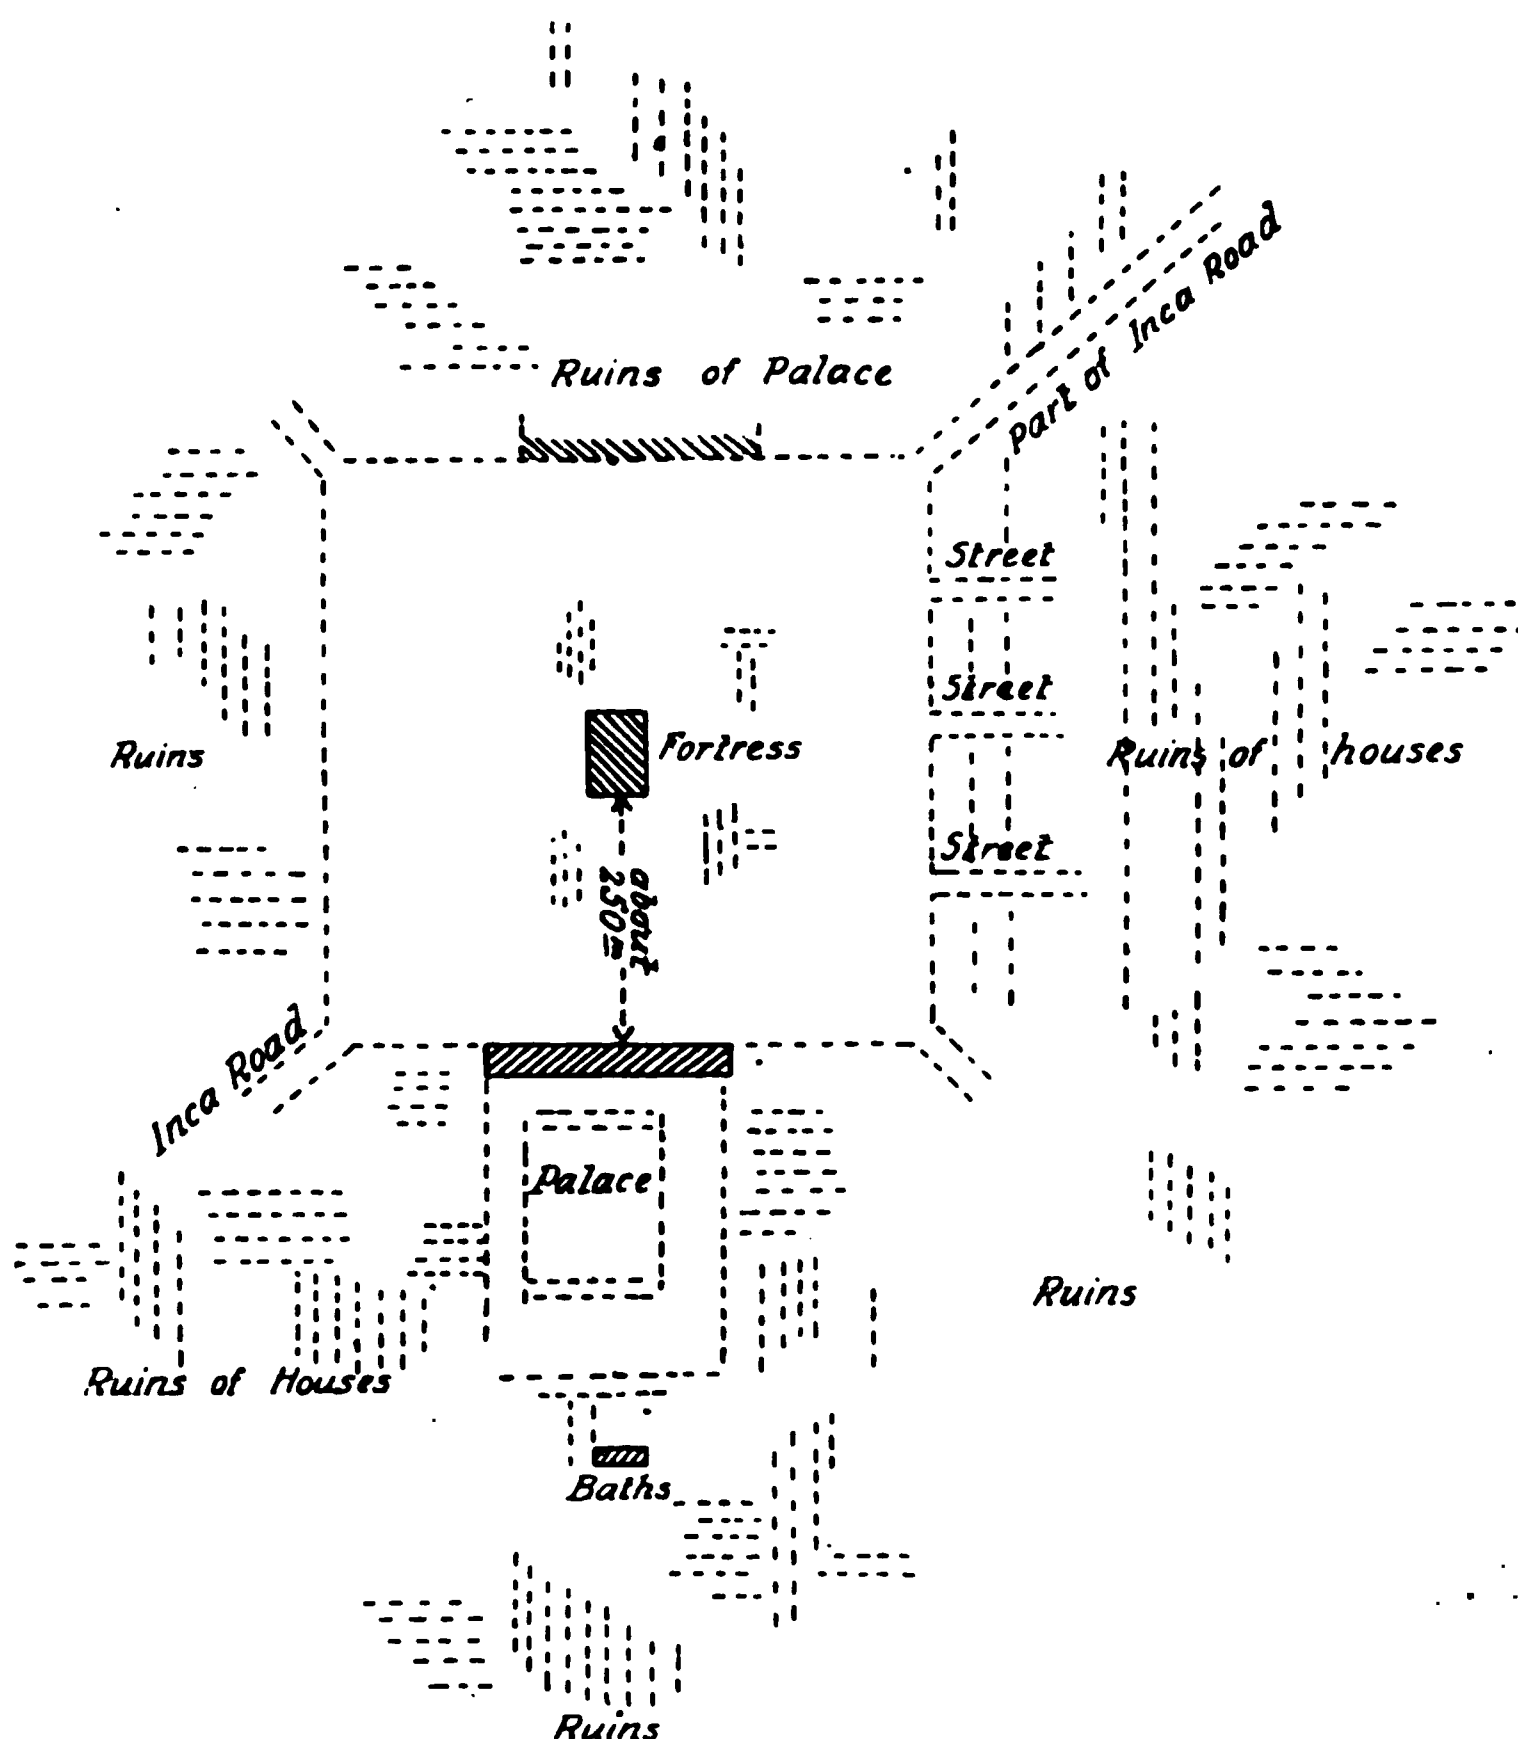 Ruins of Palace
Part of Inca Road
Street
Street
Ruins
Fortress
Ruins of houses
Street
about
250m
Inca Road
Palace
Ruins
Ruins of Houses
Baths
Ruins